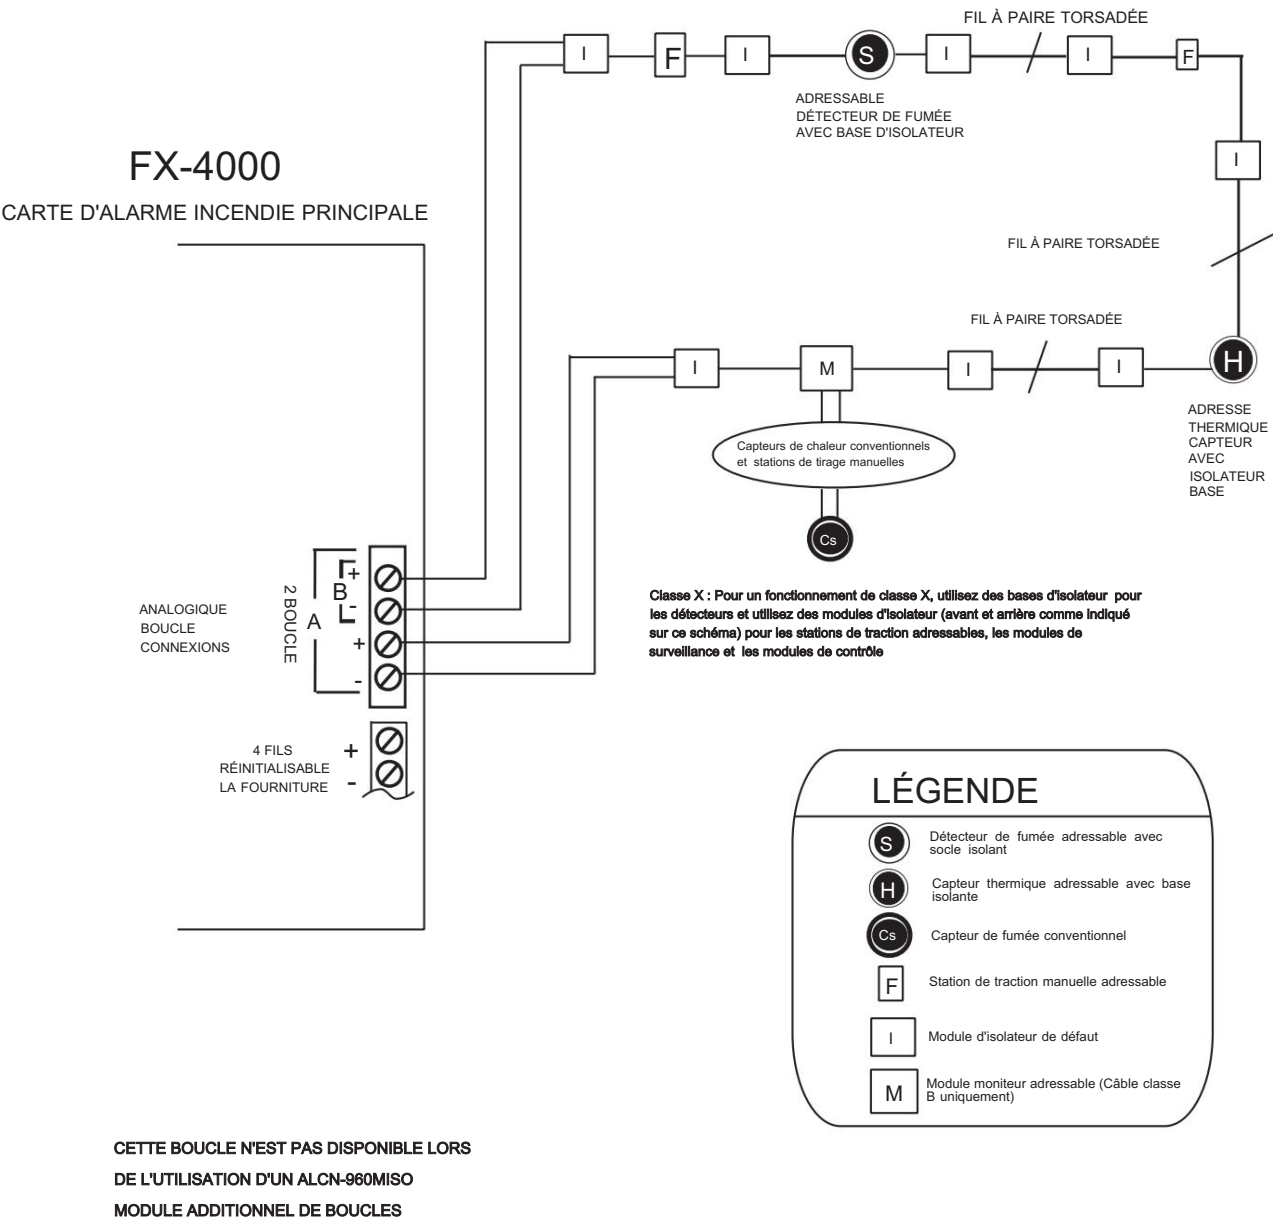 FIL À PAIRE TORSADÉE
I
F
I
S
I
I
F
ADRESSABLE
DÉTECTEUR DE FUMÉE
AVEC BASE D'ISOLATEUR
FX-4000
CARTE D'ALARME INCENDIE PRINCIPALE
I
FIL À PAIRE TORSADÉE
FIL À PAIRE TORSADÉE
I
M
I
I
H
ADRESSE
THERMIQUE
CAPTEUR
AVEC
ISOLATEUR
BASE
Capteurs de chaleur conventionnels
et stations de tirage manuelles
Cs
Classe X : Pour un fonctionnement de classe X, utilisez des bases d'isolateur pour
les détecteurs et utilisez des modules d'isolateur (avant et arrière comme indiqué
sur ce schéma) pour les stations de traction adressables, les modules de
surveillance et les modules de contrôle
ANALOGIQUE
BOUCLE
CONNEXIONS
2 BOUCLE
A
B
+
-
+
-
4 FILS
RÉINITIALISABLE
LA FOURNITURE
+
-
LÉGENDE
S
Détecteur de fumée adressable avec
socle isolant
H
Capteur thermique adressable avec base
isolante
Cs
Capteur de fumée conventionnel
F
Station de traction manuelle adressable
I
Module d'isolateur de défaut
M
Module moniteur adressable (Câble classe
B uniquement)
CETTE BOUCLE N'EST PAS DISPONIBLE LORS
DE L'UTILISATION D'UN ALCN-960MISO
MODULE ADDITIONNEL DE BOUCLES